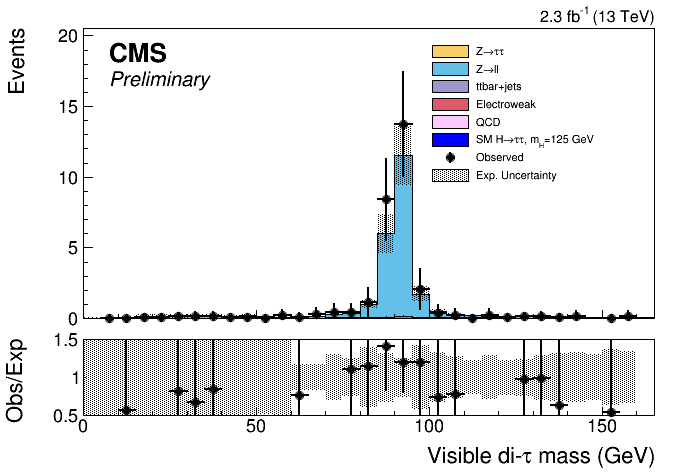 2.3 fb⁻¹ (13 TeV)
Events
CMS
Preliminary
20
15
10
5
0
Z→ττ
Z→ll
ttbar+jets
Electroweak
QCD
SM H→ττ, m_H=125 GeV
Observed
Exp. Uncertainty
Obs/Exp
1.5
1
0.5
0
50
100
150
Visible di-τ mass (GeV)